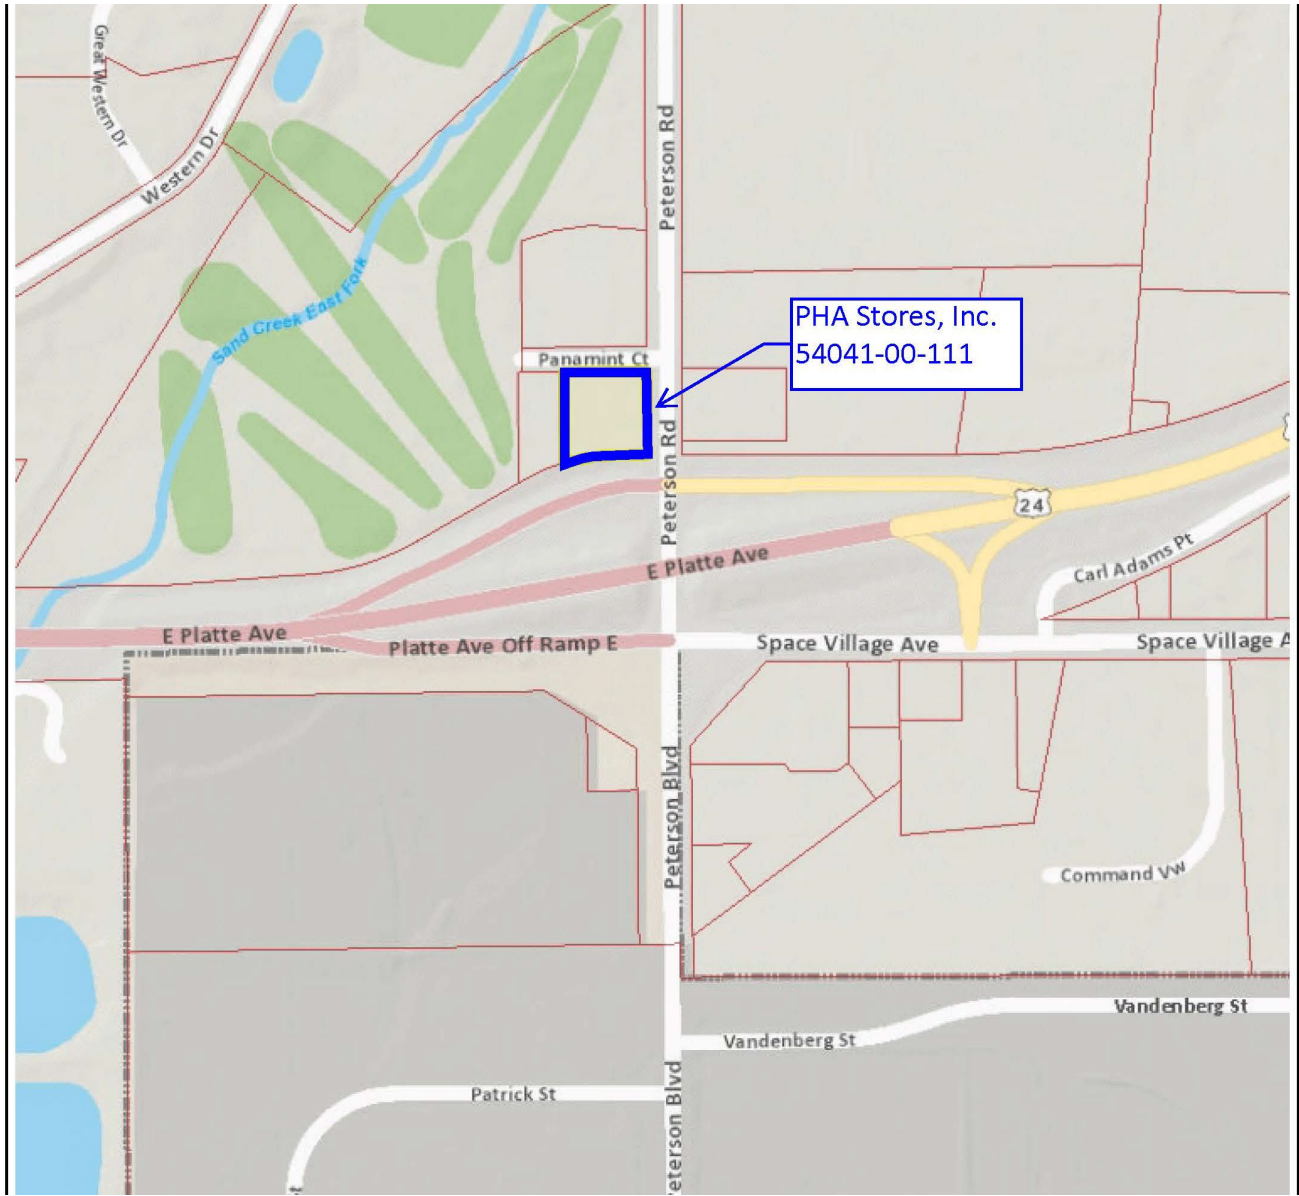 Great Western Dr
Western Dr
Peterson Rd
Sand Creek East Fork
PHA Stores, Inc.
54041-00-111
Panamint Ct
Peterson Rd
24
E Platte Ave
Carl Adams Pt
E Platte Ave
Platte Ave Off Ramp E
Space Village Ave
Space Village A
Peterson Blvd
Command Vw
Vandenberg St
Vandenberg St
Patrick St
eterson Blvd